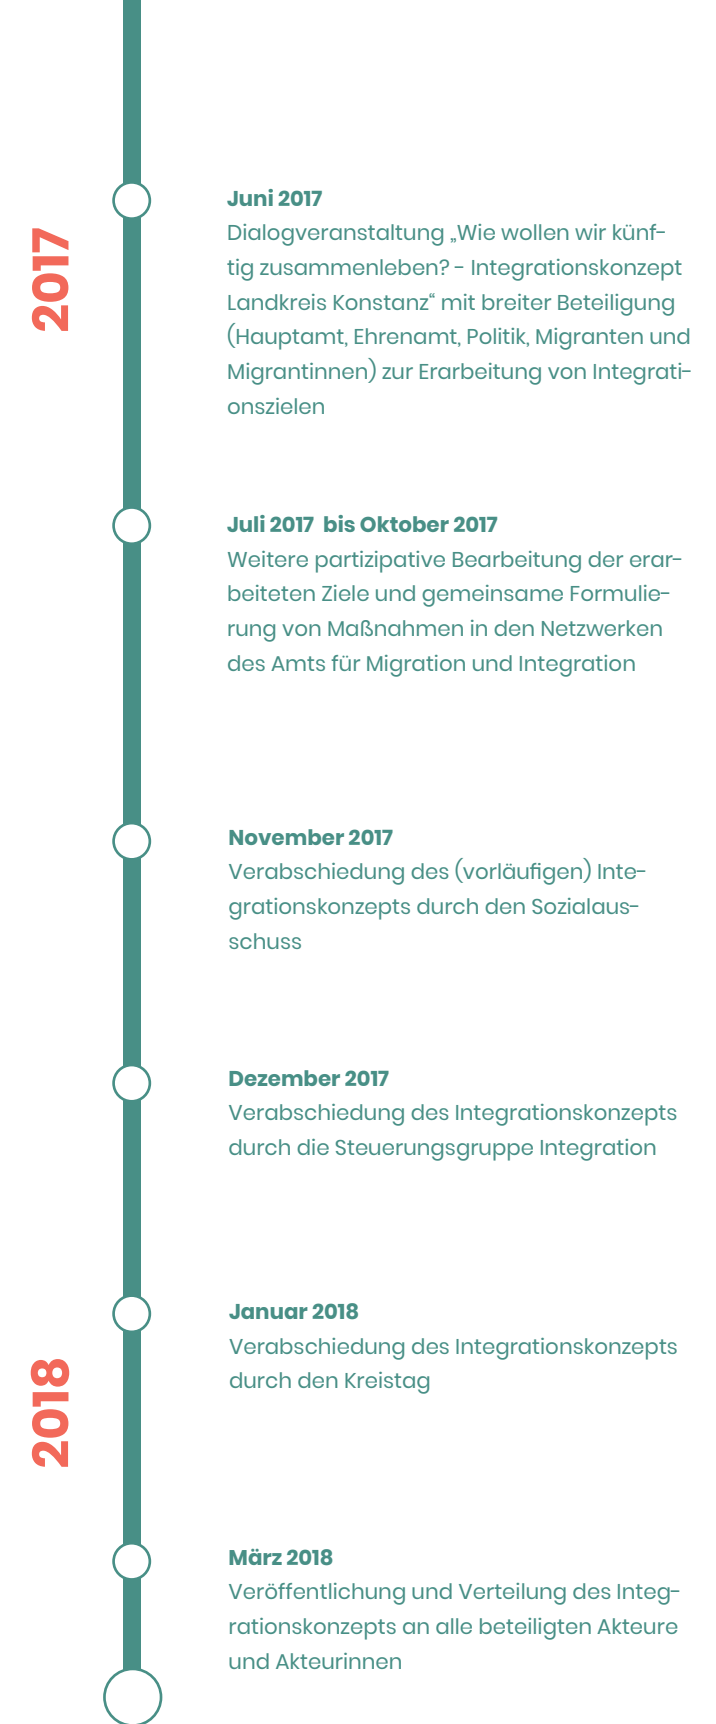 2017
Juni 2017
Dialogveranstaltung „Wie wollen wir künf-
tig zusammenleben? - Integrationskonzept
Landkreis Konstanz“ mit breiter Beteiligung
(Hauptamt, Ehrenamt, Politik, Migranten und
Migrantinnen) zur Erarbeitung von Integrati-
onszielen
Juli 2017  bis Oktober 2017
Weitere partizipative Bearbeitung der erar-
beiteten Ziele und gemeinsame Formulie-
rung von Maßnahmen in den Netzwerken
des Amts für Migration und Integration
November 2017
Verabschiedung des (vorläufigen) Inte-
grationskonzepts durch den Sozialaus-
schuss
Dezember 2017
Verabschiedung des Integrationskonzepts
durch die Steuerungsgruppe Integration
2018
Januar 2018
Verabschiedung des Integrationskonzepts
durch den Kreistag
März 2018
Veröffentlichung und Verteilung des Integ-
rationskonzepts an alle beteiligten Akteure
und Akteurinnen